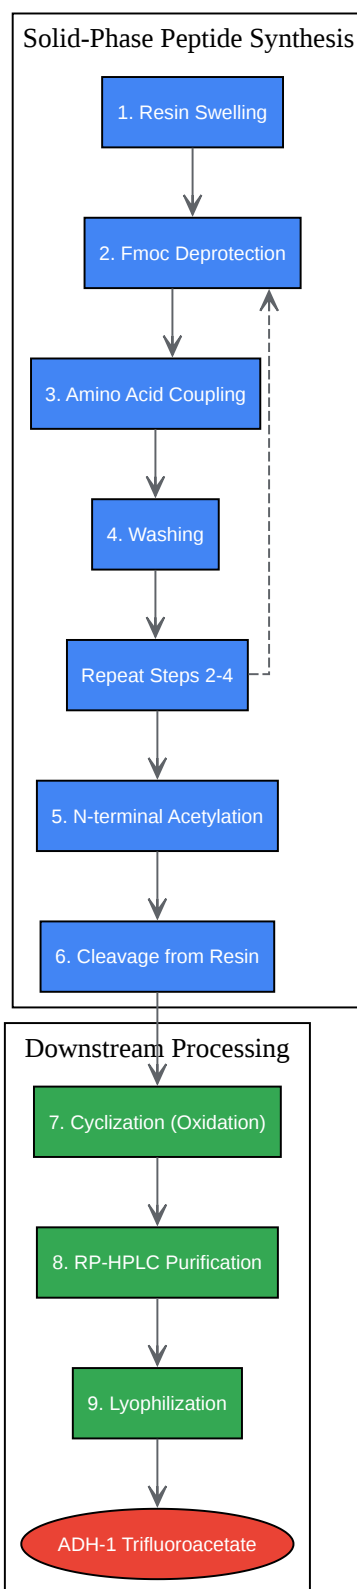 Solid-Phase Peptide Synthesis
1. Resin Swelling
2. Fmoc Deprotection
3. Amino Acid Coupling
4. Washing
Repeat Steps 2-4
5. N-terminal Acetylation
6. Cleavage from Resin
Downstream Processing
7. Cyclization (Oxidation)
8. RP-HPLC Purification
9. Lyophilization
ADH-1 Trifluoroacetate